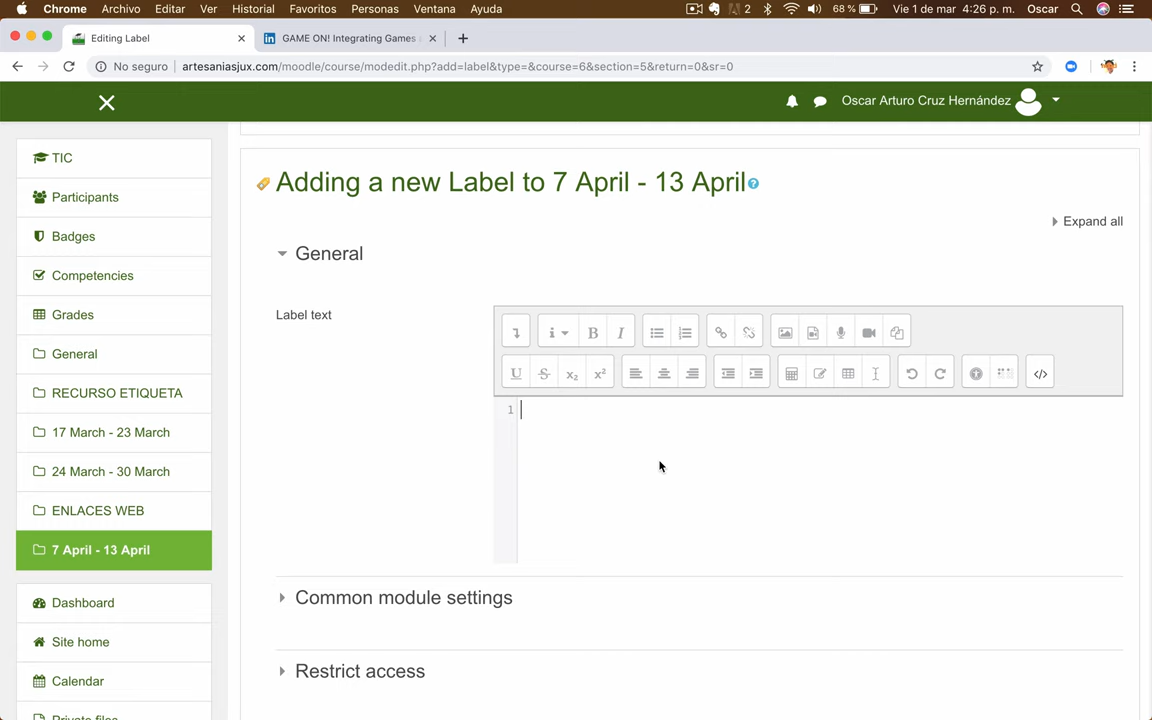 Chrome Archivo Editar Ver Historial Favoritos Personas Ventana Ayuda 2 68 % Vie 1 de mar 4:26 p. m. Oscar
Editing Label GAME ON! Integrating Games
No seguro artesaniasjux.com/moodle/course/modedit.php?add=label&type=&course=6&section=5&return=0&sr=0
Oscar Arturo Cruz Hernández
TIC
Participants
Badges
Competencies
Grades
General
RECURSO ETIQUETA
17 March - 23 March
24 March - 30 March
ENLACES WEB
7 April - 13 April
Dashboard
Site home
Calendar
Private files
Adding a new Label to 7 April - 13 April
Expand all
General
Label text
i B I
U S x₂ x²
1
Common module settings
Restrict access